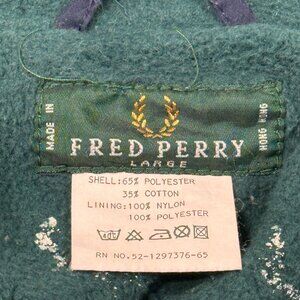 MADE IN
FRED PERRY
HONG KONG
LARGE
SHELL: 65% POLYESTER
35% COTTON
LINING: 100% NYLON
100% POLYESTER
RN NO. 52-1297376-65